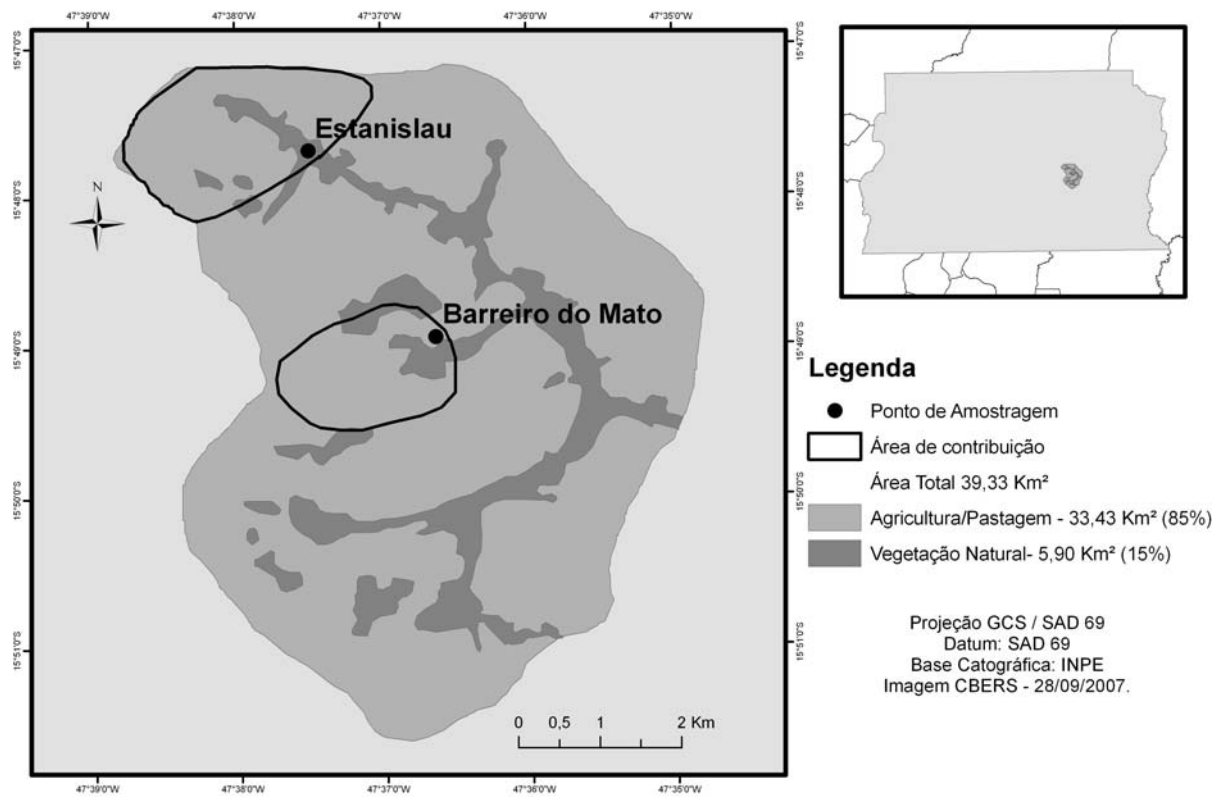 47°39'0"O 47°38'0"O 47°37'0"O 47°36'0"O 47°35'0"O
15°47'0"S
15°47'0"S
Estanislau
N
15°48'0"S
15°48'0"S
Barreiro do Mato
15°49'0"S
15°49'0"S
15°50'0"S
15°50'0"S
15°51'0"S
15°51'0"S
0 0,5 1 2 Km
47°39'0"O 47°38'0"O 47°37'0"O 47°36'0"O 47°35'0"O
Legenda
Ponto de Amostragem
Área de contribuição
Área Total 39,33 Km²
Agricultura/Pastagem - 33,43 Km² (85%)
Vegetação Natural- 5,90 Km² (15%)
Projeção GCS / SAD 69
Datum: SAD 69
Base Catográfica: INPE
Imagem CBERS - 28/09/2007.